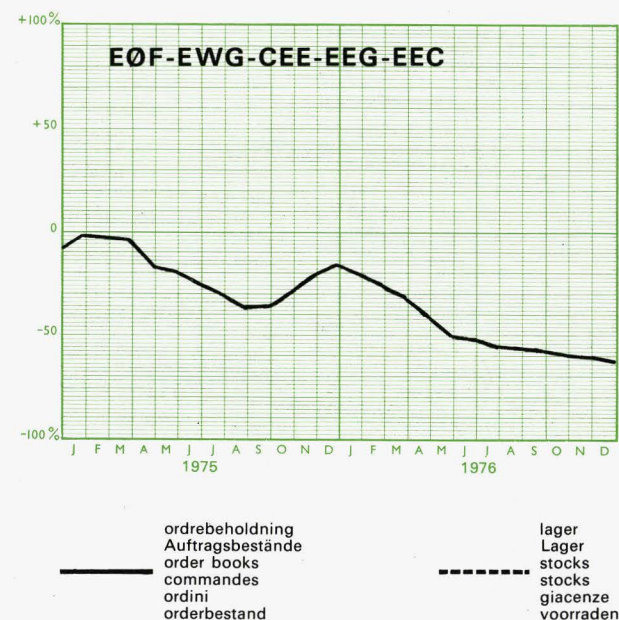 +100%
EØF-EWG-CEE-EEG-EEC
+50
0
-50
-100%
J F M A M J J A S O N D J F M A M J J A S O N D
1975 1976
ordrebeholdning
Auftragsbestände
order books
commandes
ordini
orderbestand
lager
Lager
stocks
stocks
giacenze
voorraden